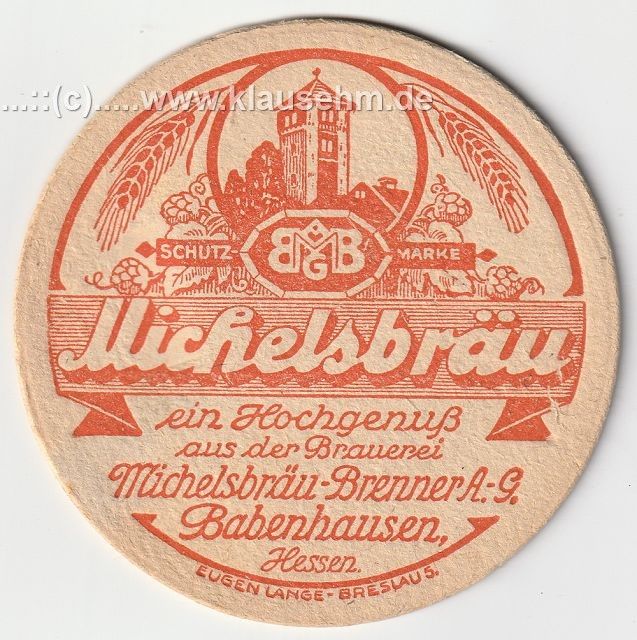 ...::(c).....www.klausehm.de
BMGB
SCHUTZ MARKE
Michelsbräu
ein Hochgenuß
aus der Brauerei
Michelsbräu-Brenner A.-G.
Babenhausen,
Hessen.
EUGEN LANGE - BRESLAU 5.